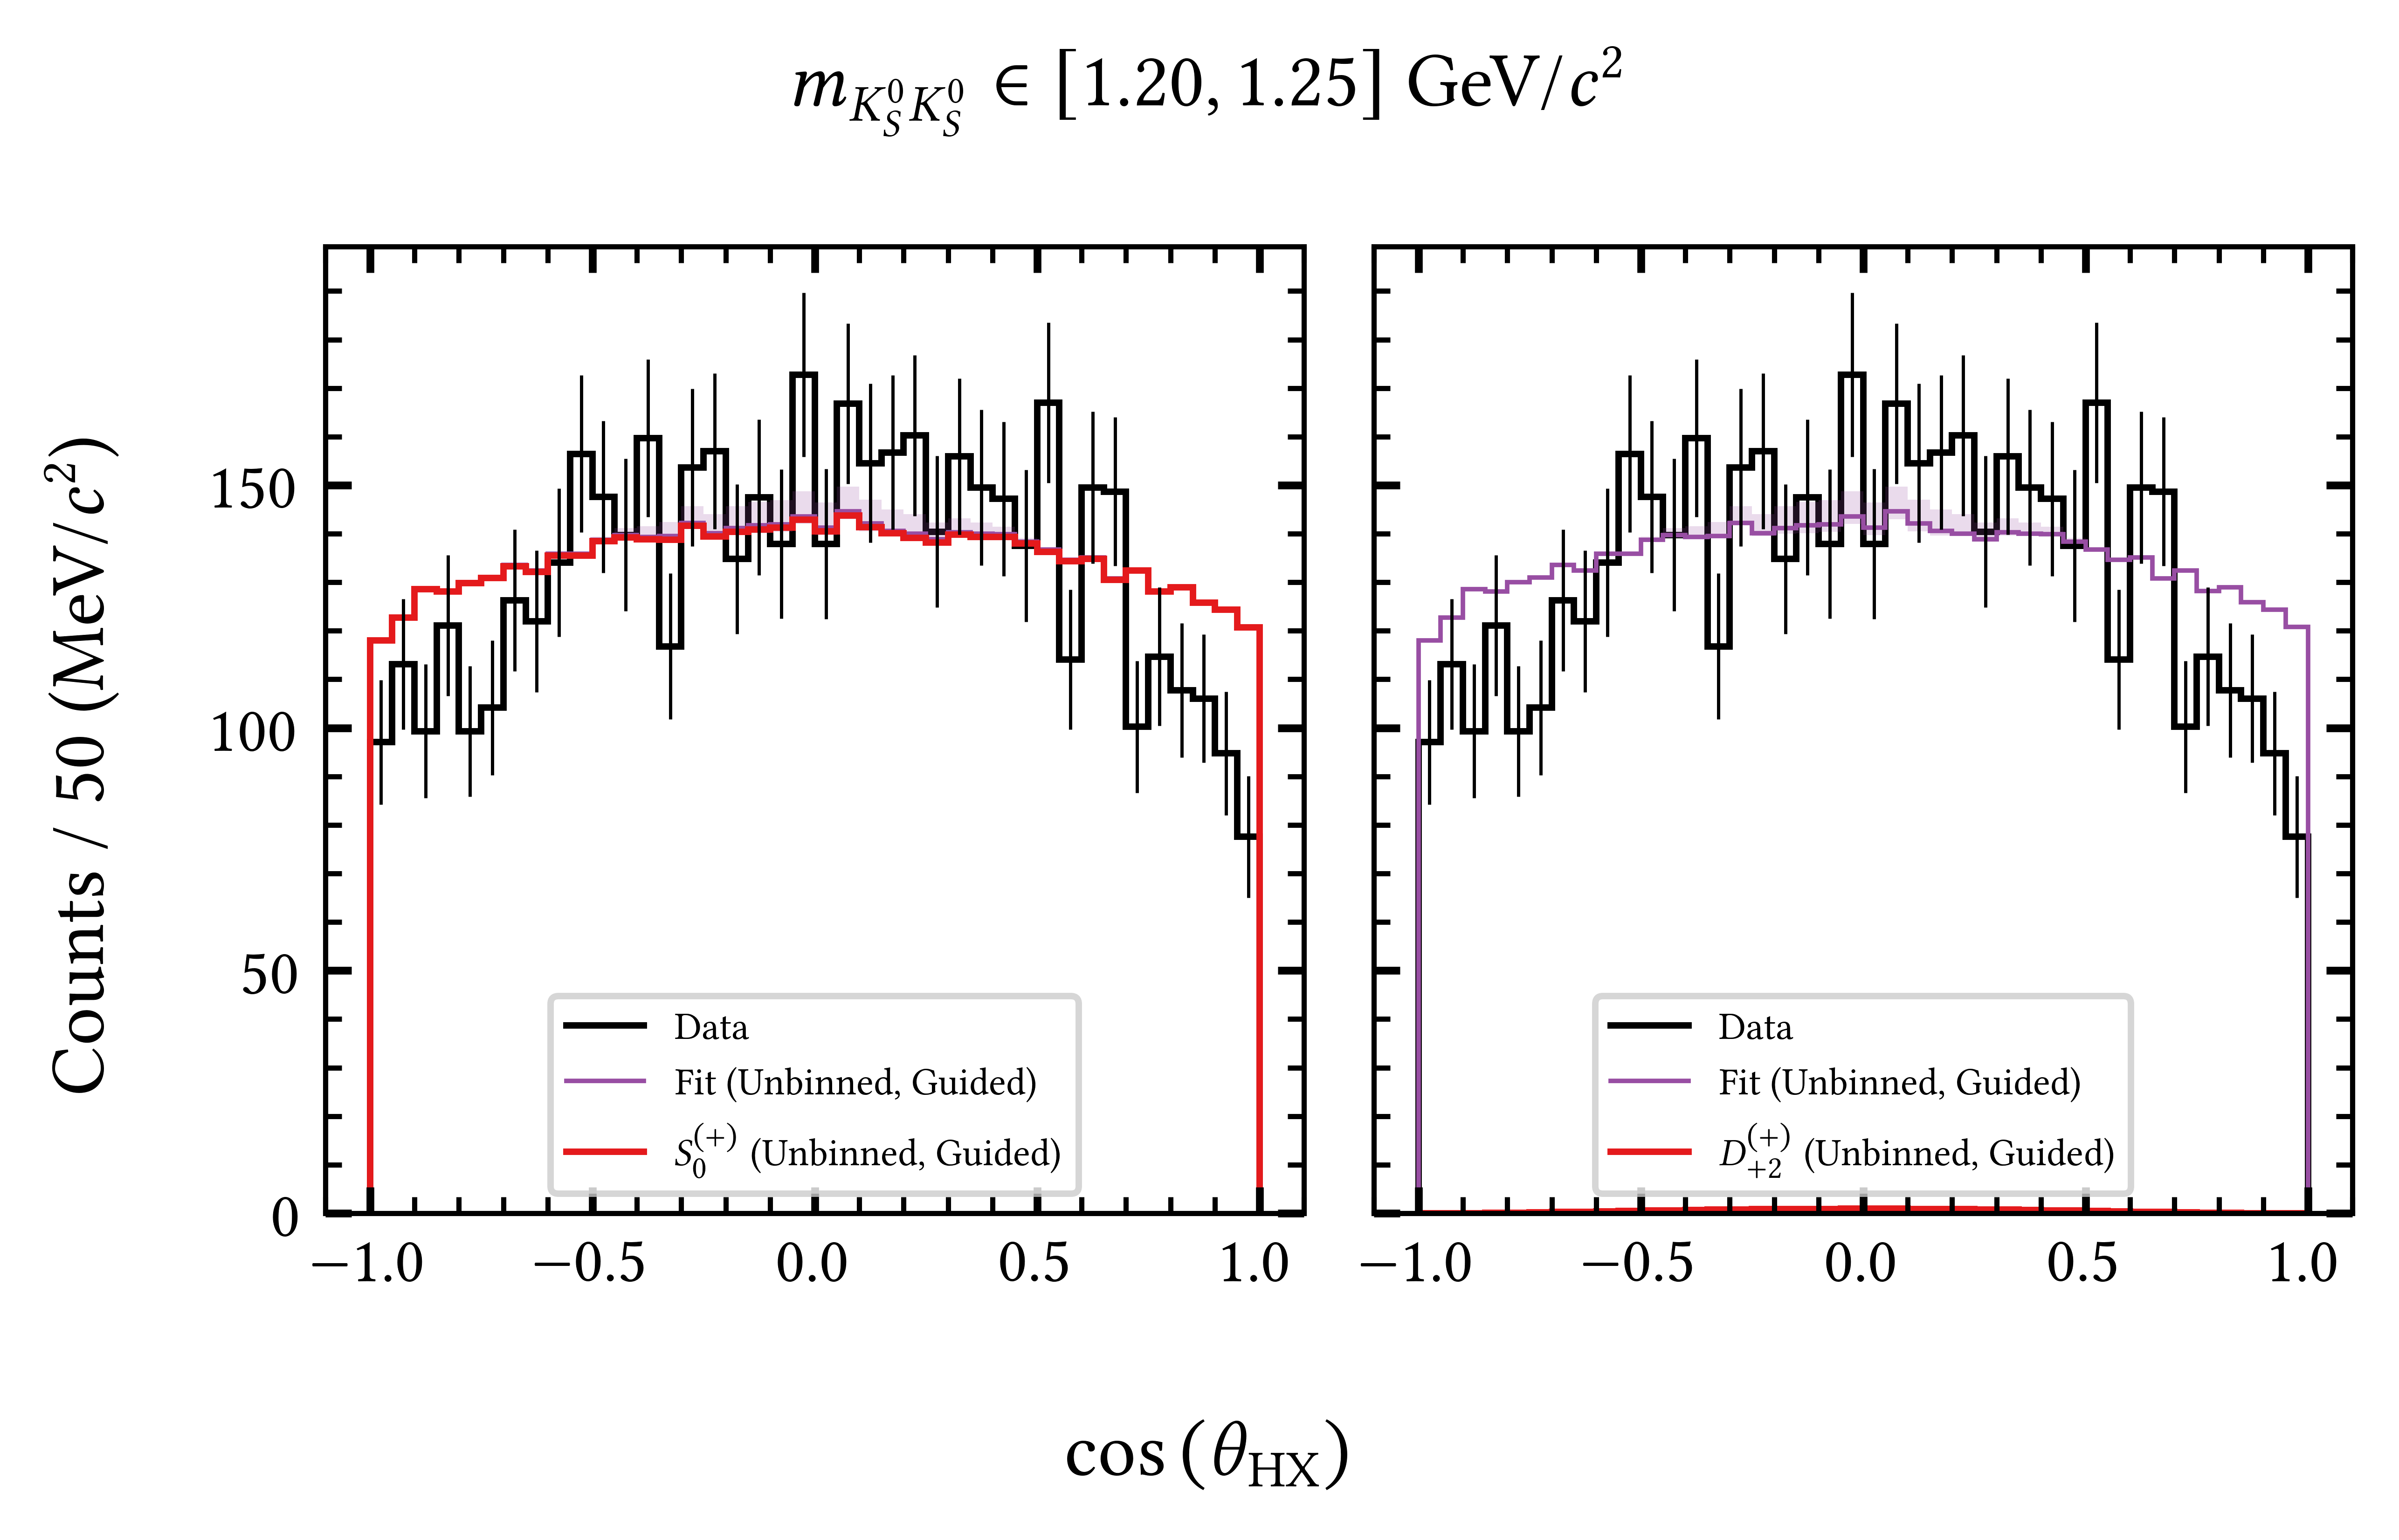 m_{K_S^0 K_S^0} ∈ [1.20, 1.25] GeV/c²
Counts / 50 (MeV/c²)
150
100
50
0
Data
Fit (Unbinned, Guided)
S_0^{(+)} (Unbinned, Guided)
−1.0 −0.5 0.0 0.5 1.0
Data
Fit (Unbinned, Guided)
D_{+2}^{(+)} (Unbinned, Guided)
−1.0 −0.5 0.0 0.5 1.0
cos (θ_HX)